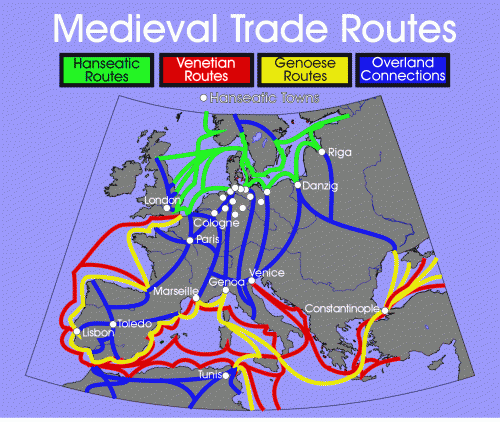 Medieval Trade Routes
Hanseatic
Routes
Venetian
Routes
Genoese
Routes
Overland
Connections
Hanseatic Towns
Riga
Danzig
London
Cologne
Paris
Venice
Genoa
Marseille
Constantinople
Toledo
Lisbon
Tunis